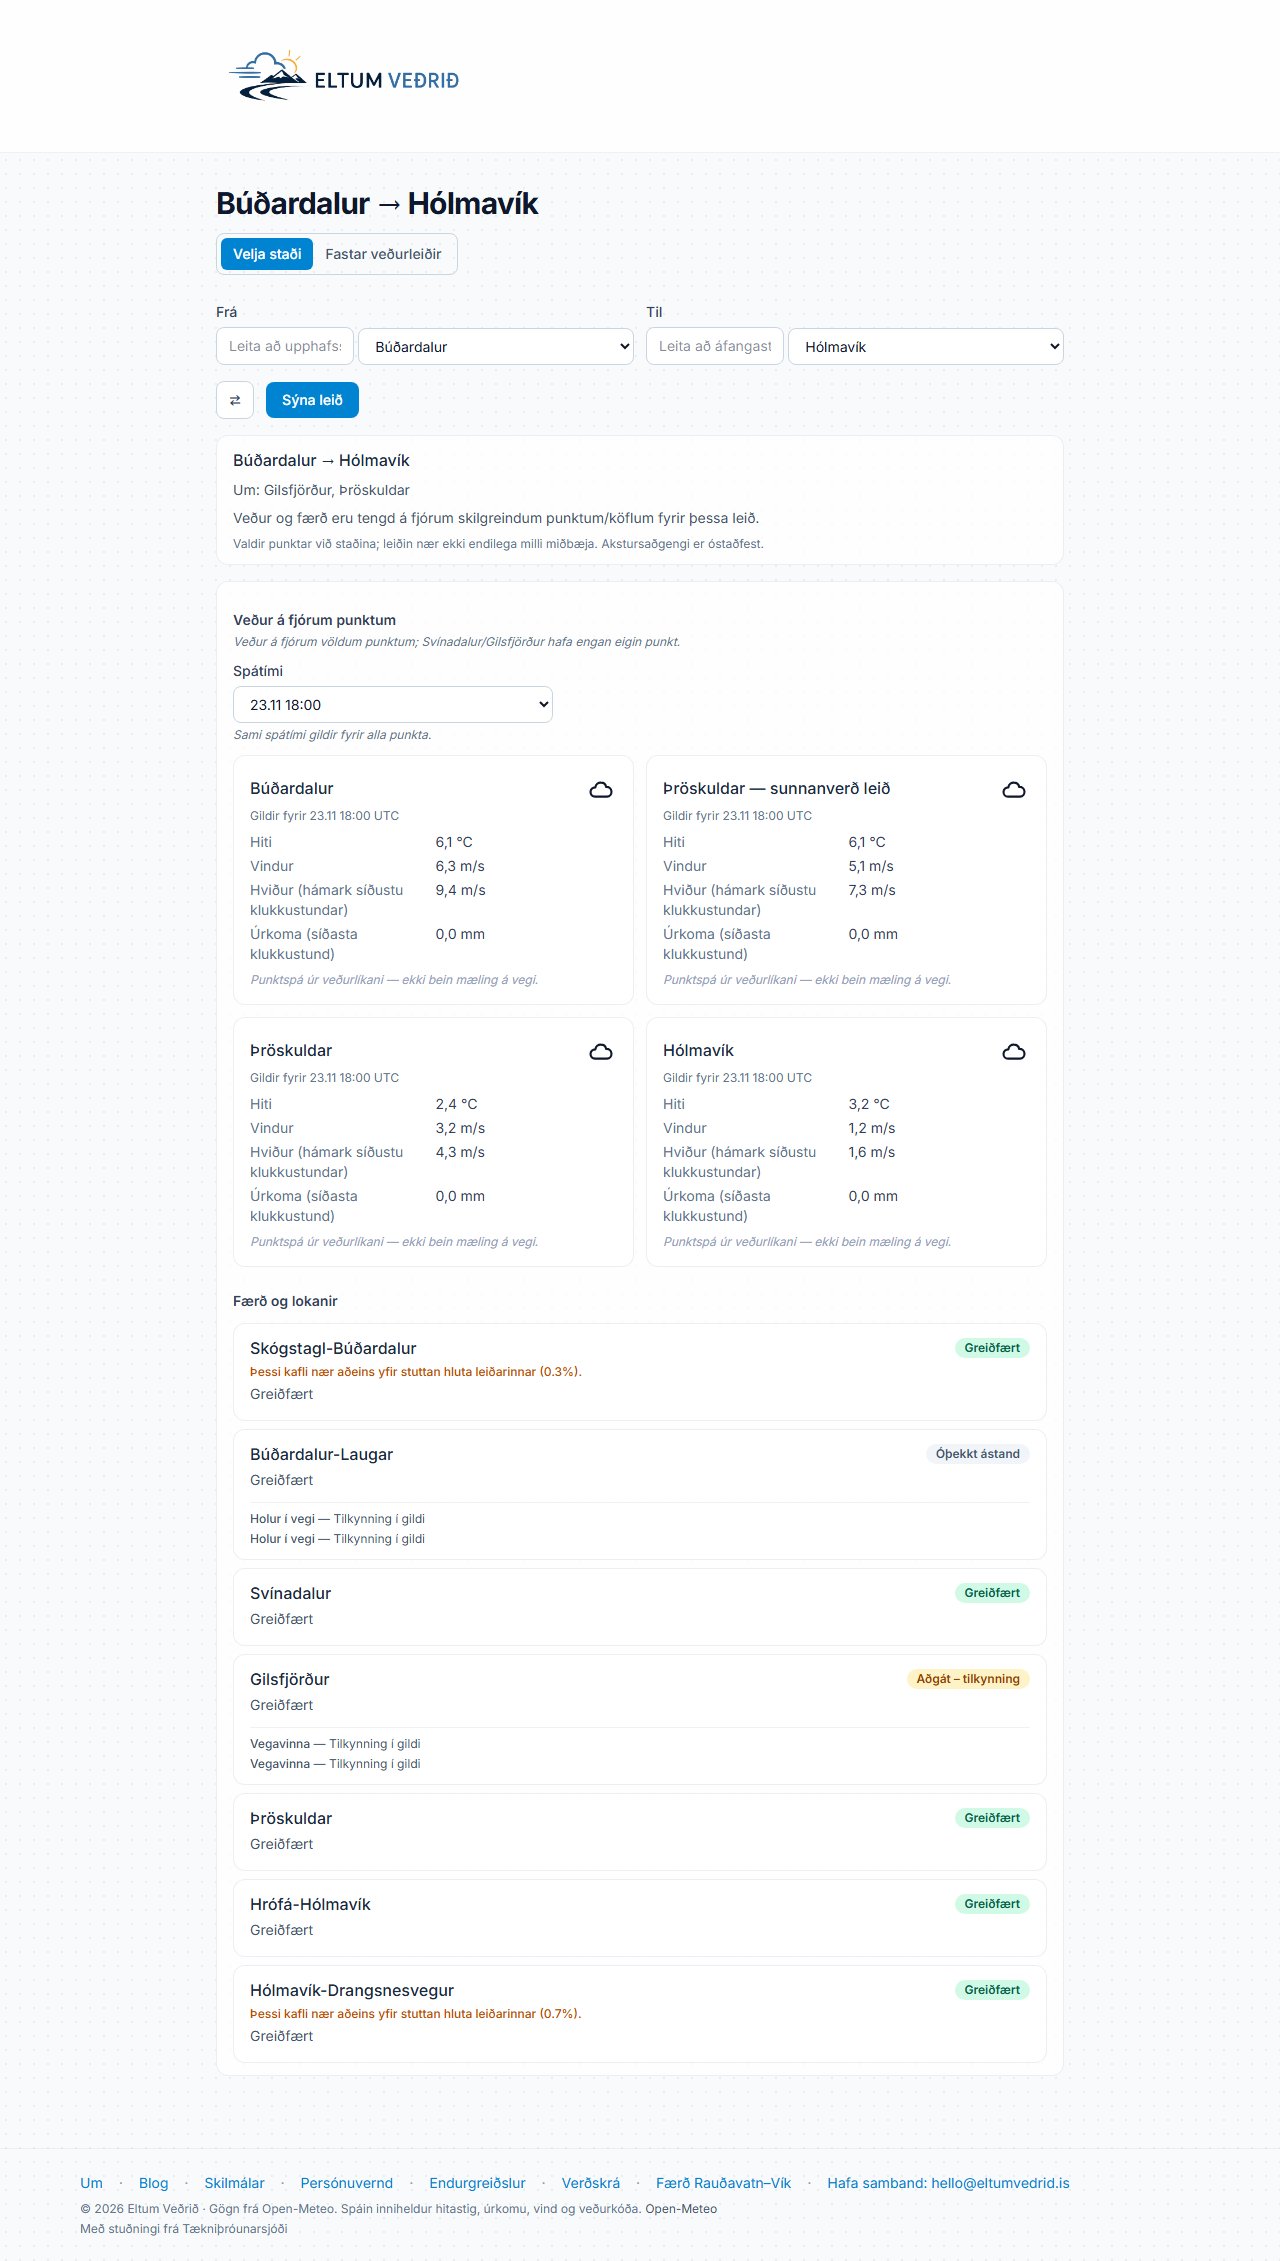 ELTUM VEÐRIÐ
Búðardalur → Hólmavík
Velja staði
Fastar veðurleiðir
Frá
Til
Leita að upphafs:
Búðardalur
Leita að áfangast
Hólmavík
⇄
Sýna leið
Búðardalur → Hólmavík
Um: Gilsfjörður, Þröskuldar
Veður og færð eru tengd á fjórum skilgreindum punktum/köflum fyrir þessa leið.
Valdir punktar við staðina; leiðin nær ekki endilega milli miðbæja. Akstursaðgengi er óstaðfest.
Veður á fjórum punktum
Veður á fjórum völdum punktum; Svínadalur/Gilsfjörður hafa engan eigin punkt.
Spátími
23.11 18:00
Sami spátími gildir fyrir alla punkta.
Búðardalur
Gildir fyrir 23.11 18:00 UTC
Hiti 6,1 °C
Vindur 6,3 m/s
Hviður (hámark síðustu 9,4 m/s
klukkustundar)
Úrkoma (síðasta 0,0 mm
klukkustund)
Punktspá úr veðurlíkani — ekki bein mæling á vegi.
Þröskuldar — sunnanverð leið
Gildir fyrir 23.11 18:00 UTC
Hiti 6,1 °C
Vindur 5,1 m/s
Hviður (hámark síðustu 7,3 m/s
klukkustundar)
Úrkoma (síðasta 0,0 mm
klukkustund)
Punktspá úr veðurlíkani — ekki bein mæling á vegi.
Þröskuldar
Gildir fyrir 23.11 18:00 UTC
Hiti 2,4 °C
Vindur 3,2 m/s
Hviður (hámark síðustu 4,3 m/s
klukkustundar)
Úrkoma (síðasta 0,0 mm
klukkustund)
Punktspá úr veðurlíkani — ekki bein mæling á vegi.
Hólmavík
Gildir fyrir 23.11 18:00 UTC
Hiti 3,2 °C
Vindur 1,2 m/s
Hviður (hámark síðustu 1,6 m/s
klukkustundar)
Úrkoma (síðasta 0,0 mm
klukkustund)
Punktspá úr veðurlíkani — ekki bein mæling á vegi.
Færð og lokanir
Skógstagl-Búðardalur Greiðfært
Þessi kafli nær aðeins yfir stuttan hluta leiðarinnar (0.3%).
Greiðfært
Búðardalur-Laugar Óþekkt ástand
Greiðfært
Holur í vegi — Tilkynning í gildi
Holur í vegi — Tilkynning í gildi
Svínadalur Greiðfært
Greiðfært
Gilsfjörður Aðgát – tilkynning
Greiðfært
Vegavinna — Tilkynning í gildi
Vegavinna — Tilkynning í gildi
Þröskuldar Greiðfært
Greiðfært
Hrófá-Hólmavík Greiðfært
Greiðfært
Hólmavík-Drangsnesvegur Greiðfært
Þessi kafli nær aðeins yfir stuttan hluta leiðarinnar (0.7%).
Greiðfært
Um · Blog · Skilmálar · Persónuvernd · Endurgreiðslur · Verðskrá · Færð Rauðavatn–Vík · Hafa samband: hello@eltumvedrid.is
© 2026 Eltum Veðrið · Gögn frá Open-Meteo. Spáin inniheldur hitastig, úrkomu, vind og veðurkóða. Open-Meteo
Með stuðningi frá Tækniþróunarsjóði